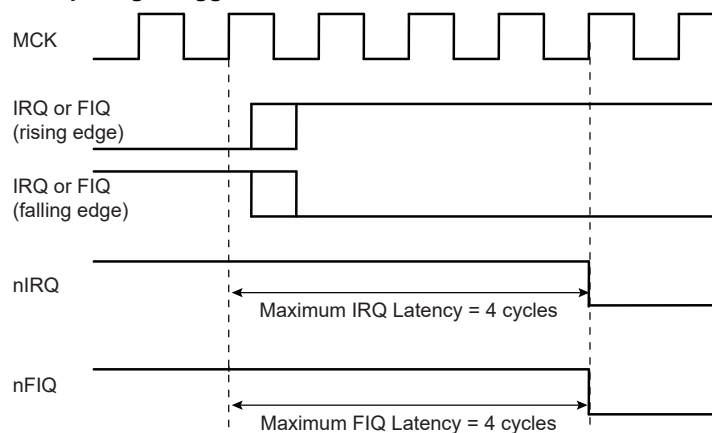 MCK
IRQ or FIQ
(rising edge)
IRQ or FIQ
(falling edge)
nIRQ
Maximum IRQ Latency = 4 cycles
nFIQ
Maximum FIQ Latency = 4 cycles